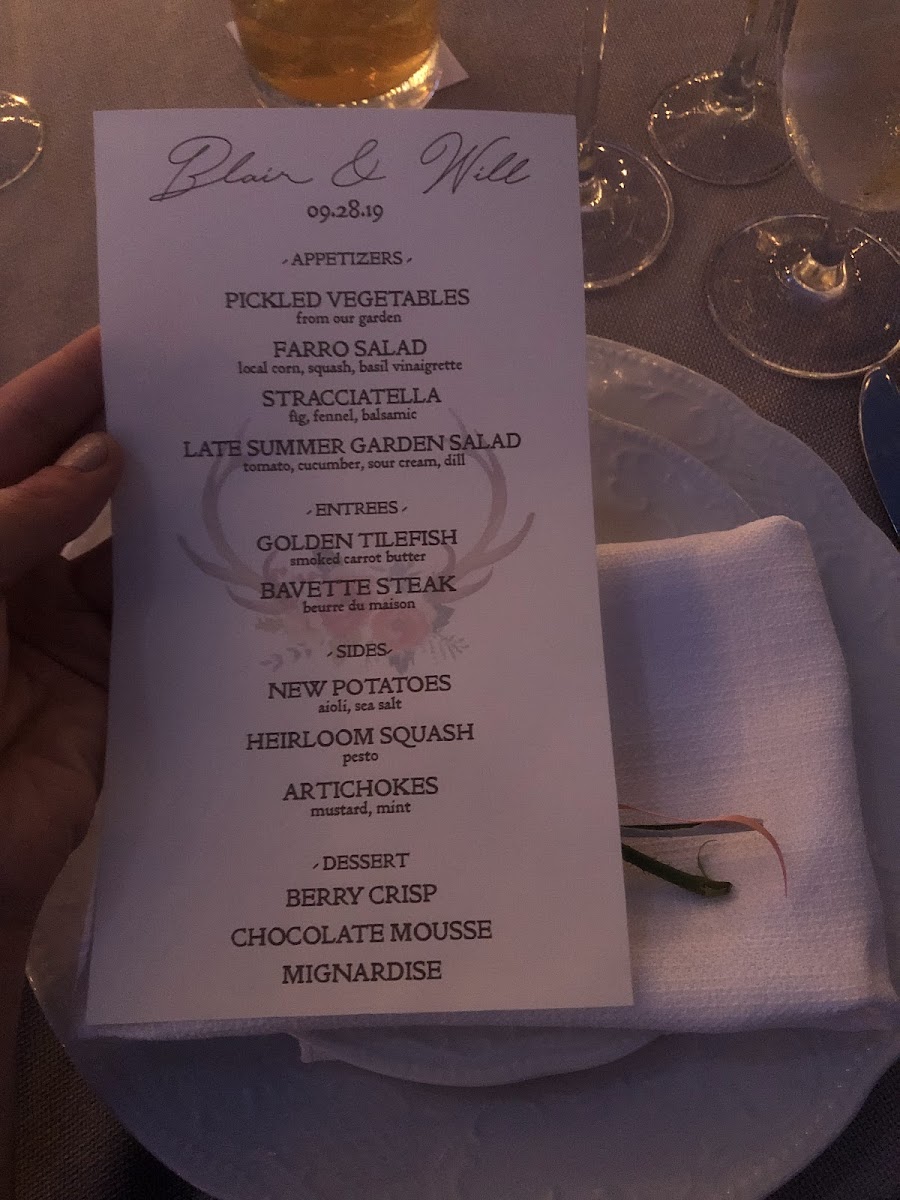 Blair & Will
09.28.19
-APPETIZERS-
PICKLED VEGETABLES
from our garden
FARRO SALAD
local corn, squash, basil vinaigrette
STRACCIATELLA
fig, fennel, balsamic
LATE SUMMER GARDEN SALAD
tomato, cucumber, sour cream, dill
-ENTREES-
GOLDEN TILEFISH
smoked carrot butter
BAVETTE STEAK
beurre du maison
-SIDES-
NEW POTATOES
aioli, sea salt
HEIRLOOM SQUASH
pesto
ARTICHOKES
mustard, mint
-DESSERT
BERRY CRISP
CHOCOLATE MOUSSE
MIGNARDISE